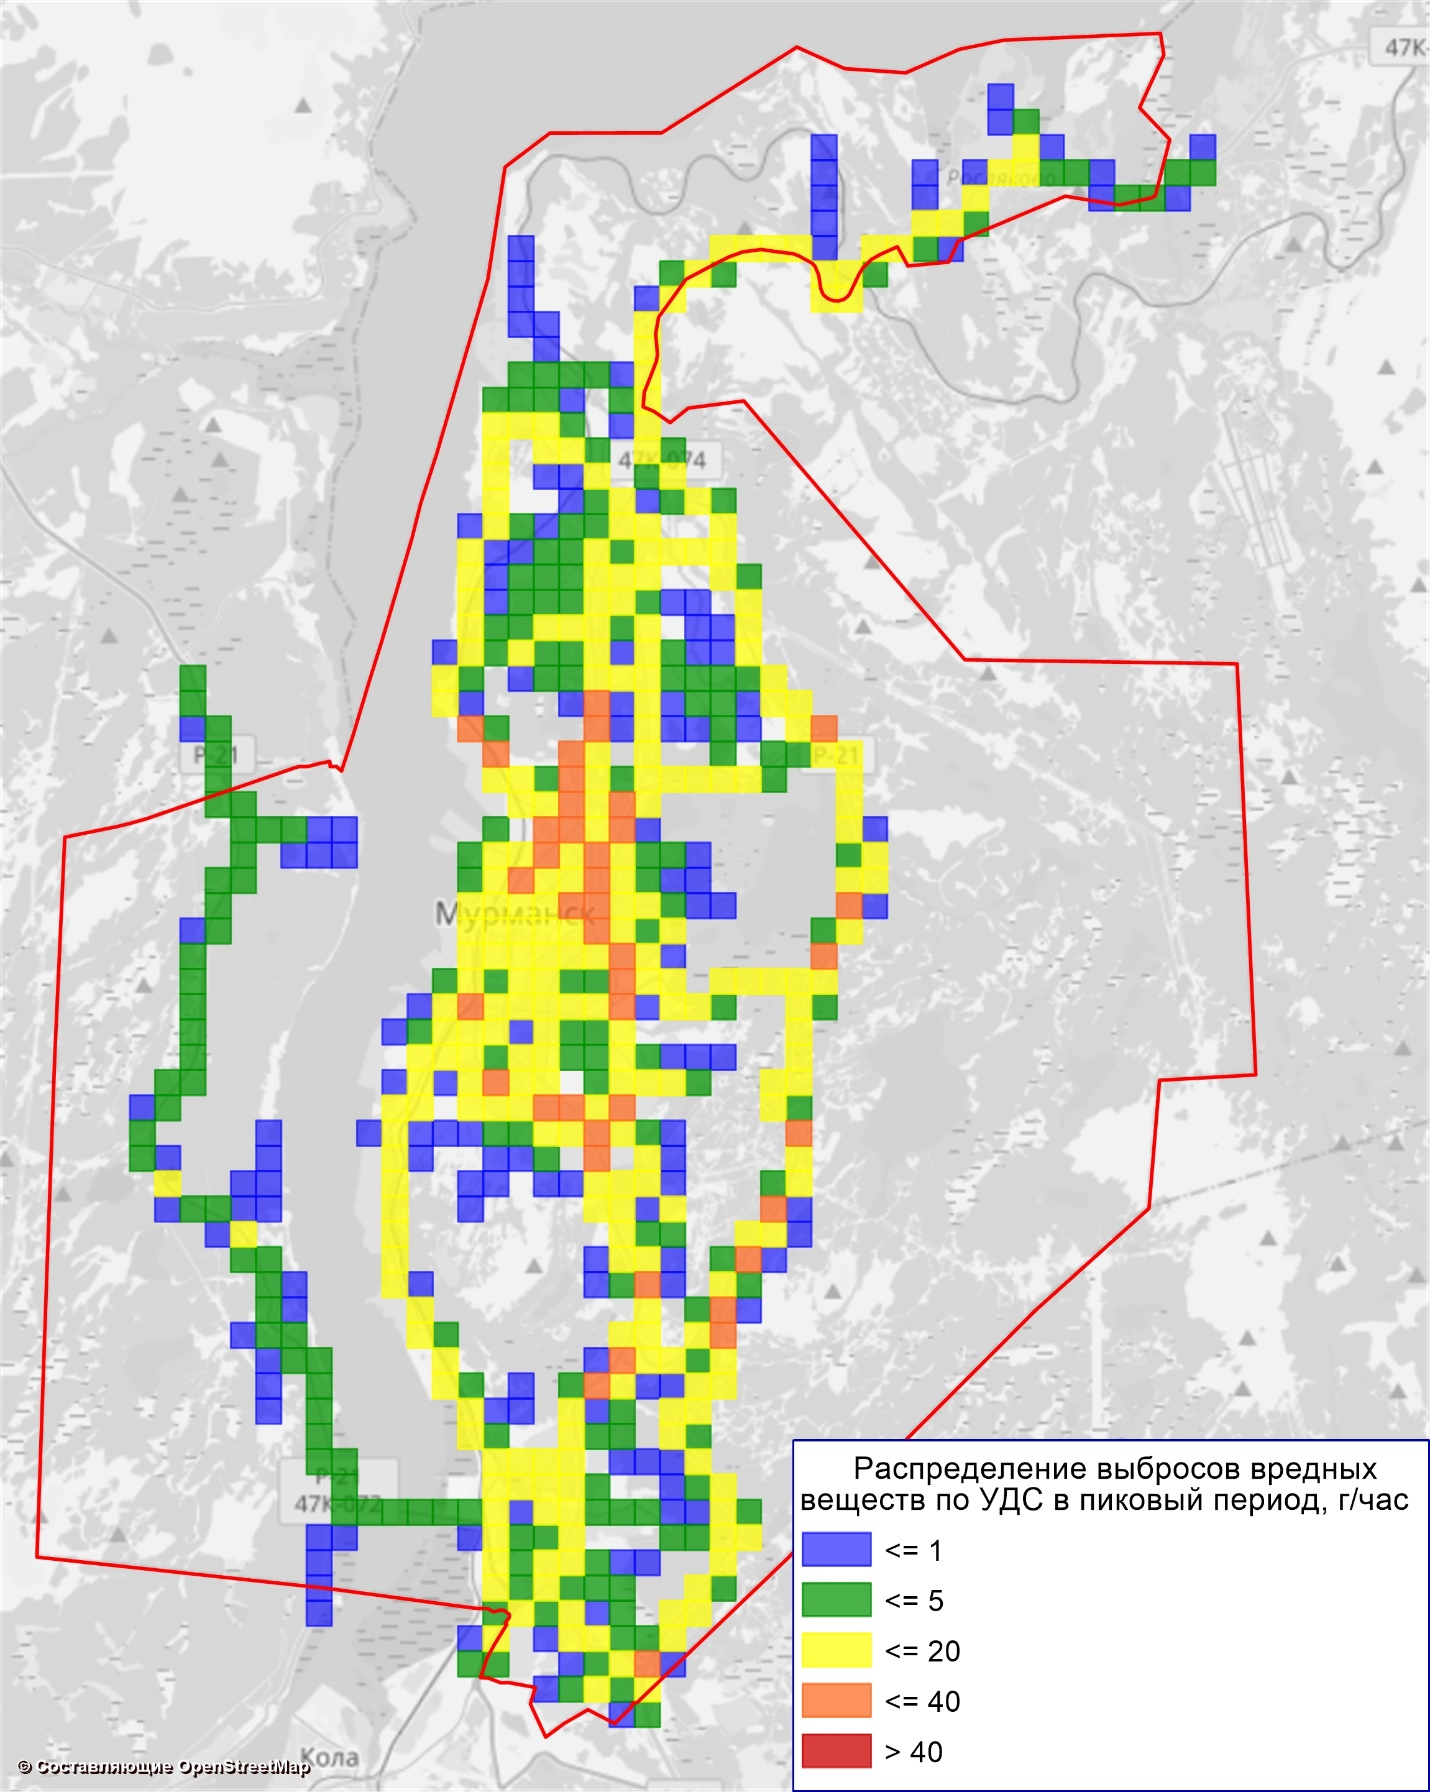 47К-
Росляково
47К-074
Р-21
Р-21
Мурманск
Р-21
47К-072
Распределение выбросов вредных
веществ по УДС в пиковый период, г/час
<= 1
<= 5
<= 20
<= 40
> 40
Кола
© Составляющие OpenStreetMap